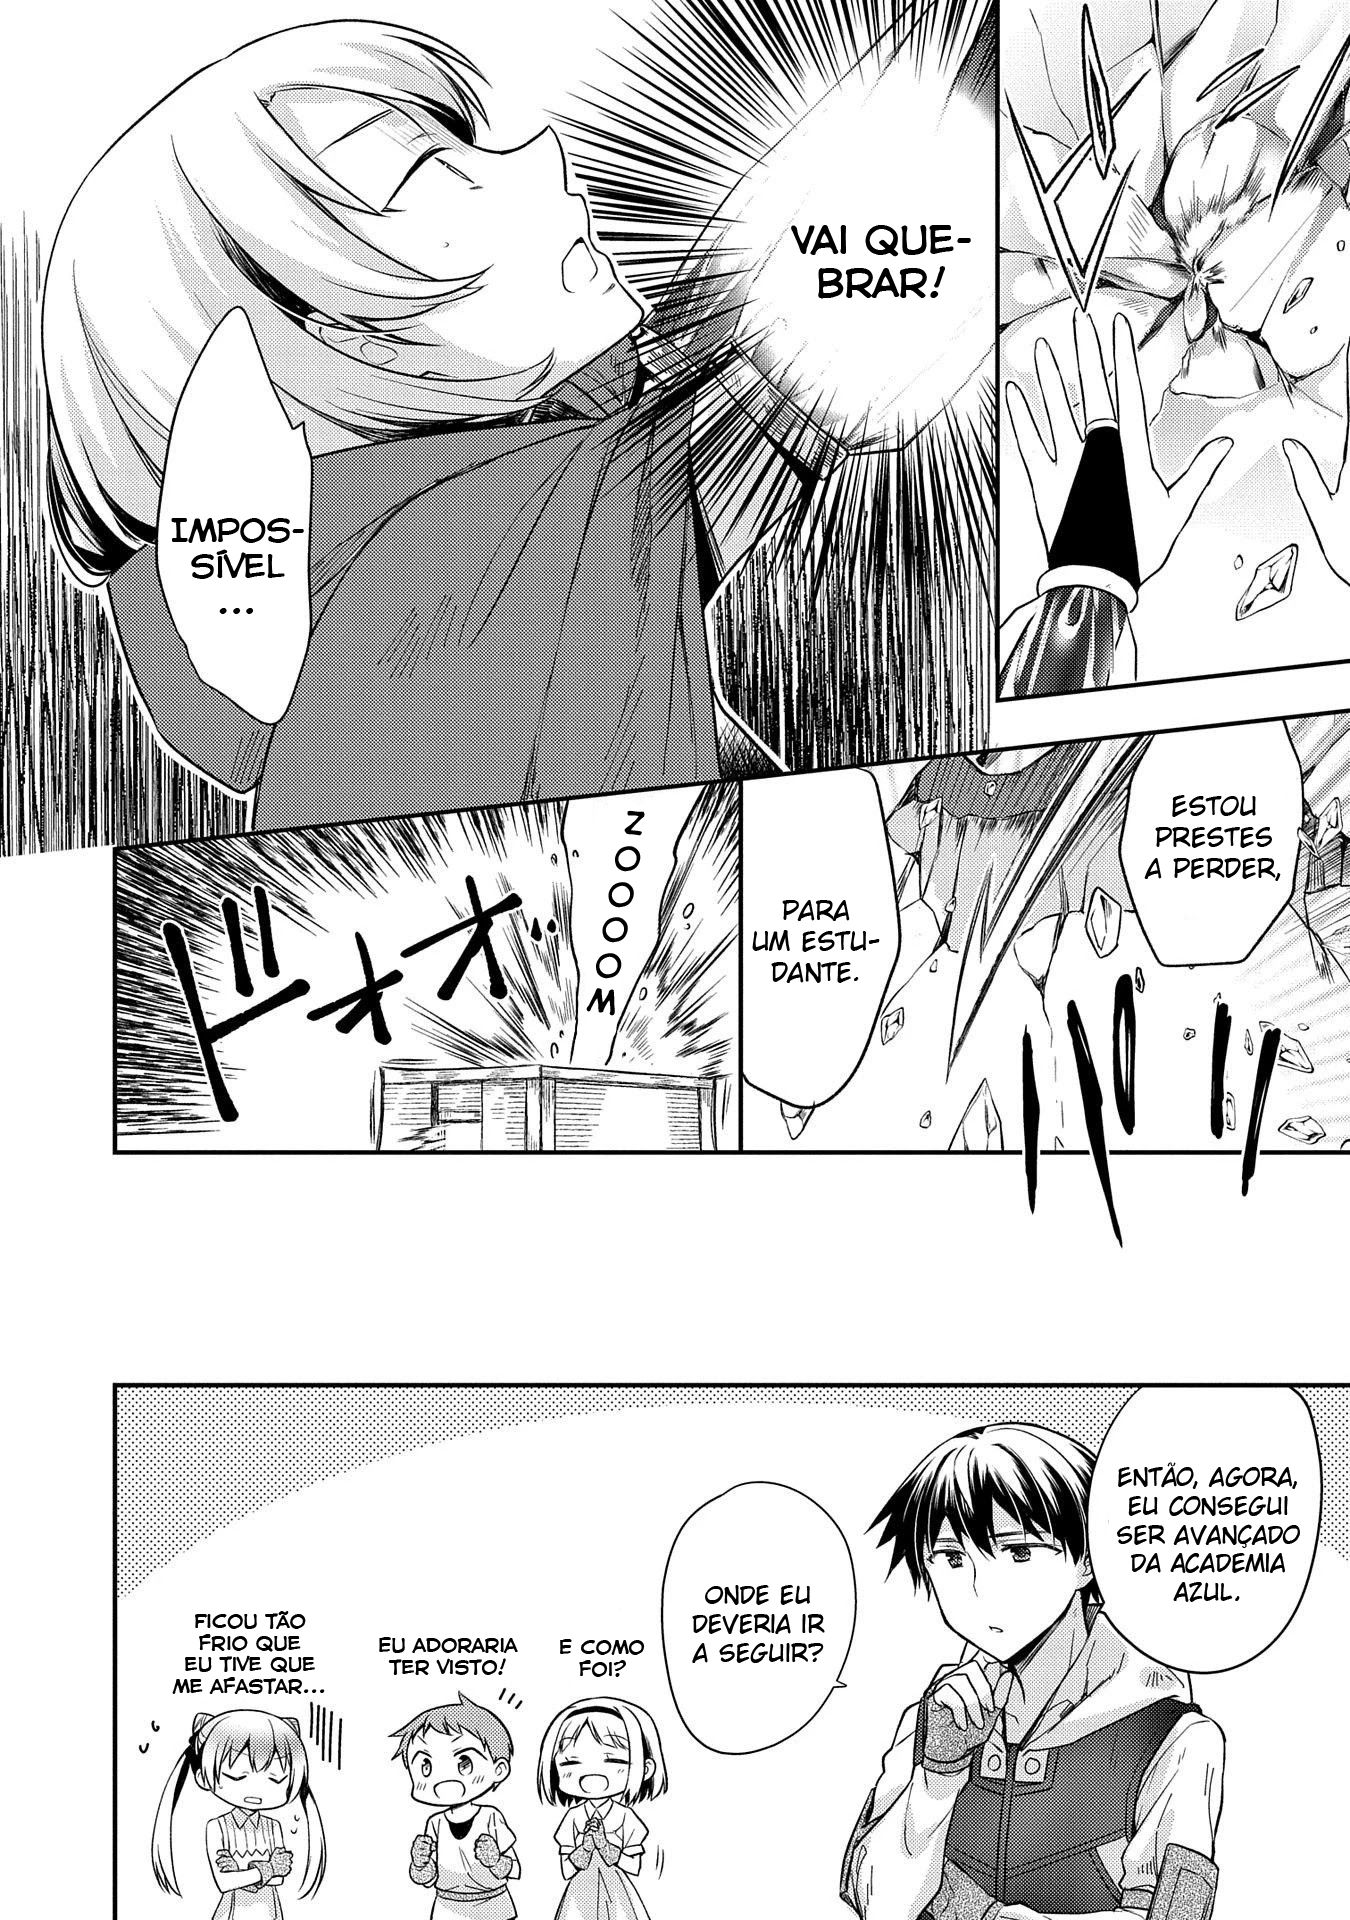 VAI QUE-
BRAR!
IMPOS-
SÍVEL
...
ESTOU
PRESTES
A PERDER,
PARA
UM ESTU-
DANTE.
ZOOOOM
ドォオ
ENTÃO, AGORA,
EU CONSEGUI
SER AVANÇADO
DA ACADEMIA
AZUL.
ONDE EU
DEVERIA IR
A SEGUIR?
E COMO
FOI?
EU ADORARIA
TER VISTO!
FICOU TÃO
FRIO QUE
EU TIVE QUE
ME AFASTAR...